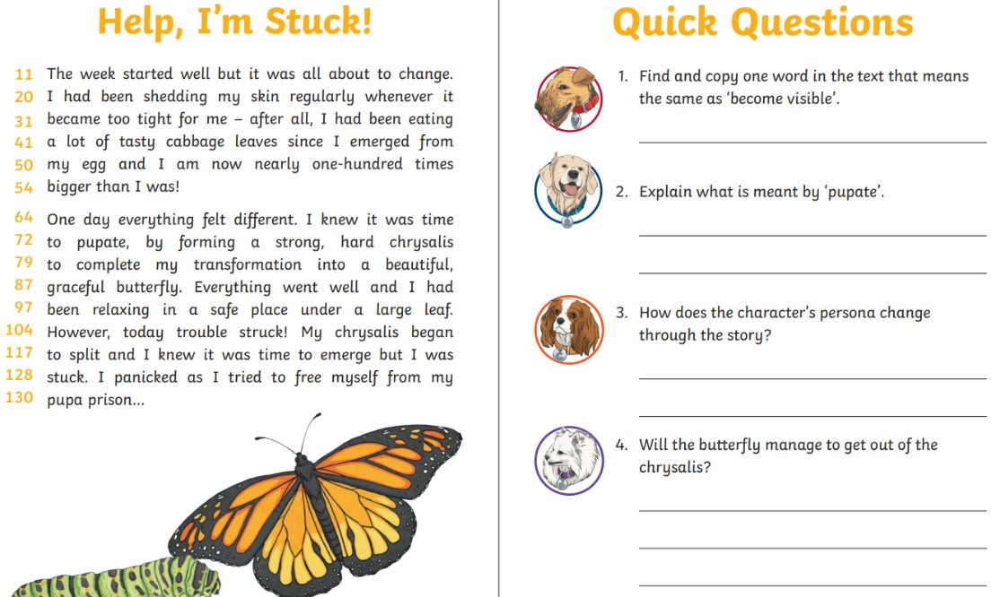 Help, I'm Stuck!
11 The week started well but it was all about to change.
20 I had been shedding my skin regularly whenever it
31 became too tight for me – after all, I had been eating
41 a lot of tasty cabbage leaves since I emerged from
50 my egg and I am now nearly one-hundred times
54 bigger than I was!
64 One day everything felt different. I knew it was time
72 to pupate, by forming a strong, hard chrysalis
79 to complete my transformation into a beautiful,
87 graceful butterfly. Everything went well and I had
97 been relaxing in a safe place under a large leaf.
104 However, today trouble struck! My chrysalis began
117 to split and I knew it was time to emerge but I was
128 stuck. I panicked as I tried to free myself from my
130 pupa prison...
Quick Questions
1. Find and copy one word in the text that means
the same as ‘become visible’.
2. Explain what is meant by ‘pupate’.
3. How does the character's persona change
through the story?
4. Will the butterfly manage to get out of the
chrysalis?